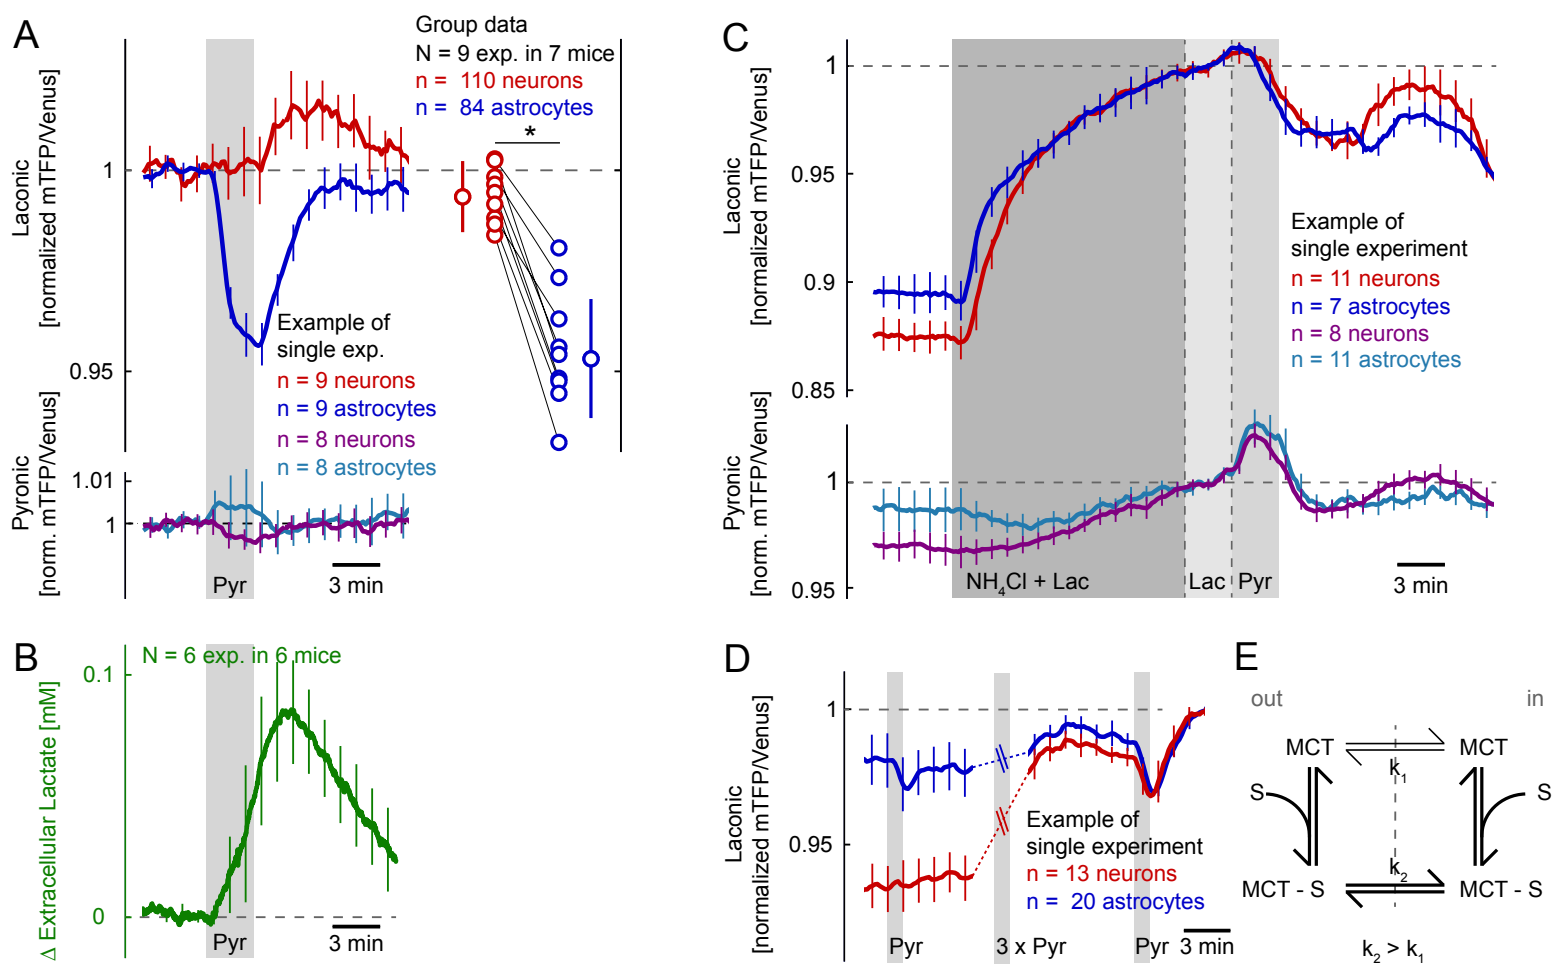 A
Laconic
[normalized mTFP/Venus]
1
0.95
Group data
N = 9 exp. in 7 mice
n = 110 neurons
n = 84 astrocytes
*
Example of
single exp.
n = 9 neurons
n = 9 astrocytes
n = 8 neurons
n = 8 astrocytes
Pyronic
[norm. mTFP/Venus]
1.01
1
Pyr
3 min
B
N = 6 exp. in 6 mice
Δ Extracellular Lactate [mM]
0.1
0
Pyr
3 min
C
Laconic
[normalized mTFP/Venus]
1
0.95
0.9
0.85
Example of
single experiment
n = 11 neurons
n = 7 astrocytes
n = 8 neurons
n = 11 astrocytes
Pyronic
[norm. mTFP/Venus]
1
0.95
NH₄Cl + Lac
Lac
Pyr
3 min
D
Laconic
[normalized mTFP/Venus]
1
0.95
Example of
single experiment
n = 13 neurons
n = 20 astrocytes
Pyr
3 x Pyr
Pyr
3 min
E
out
in
MCT
MCT
k₁
S
S
k₂
MCT - S
MCT - S
k₂ > k₁